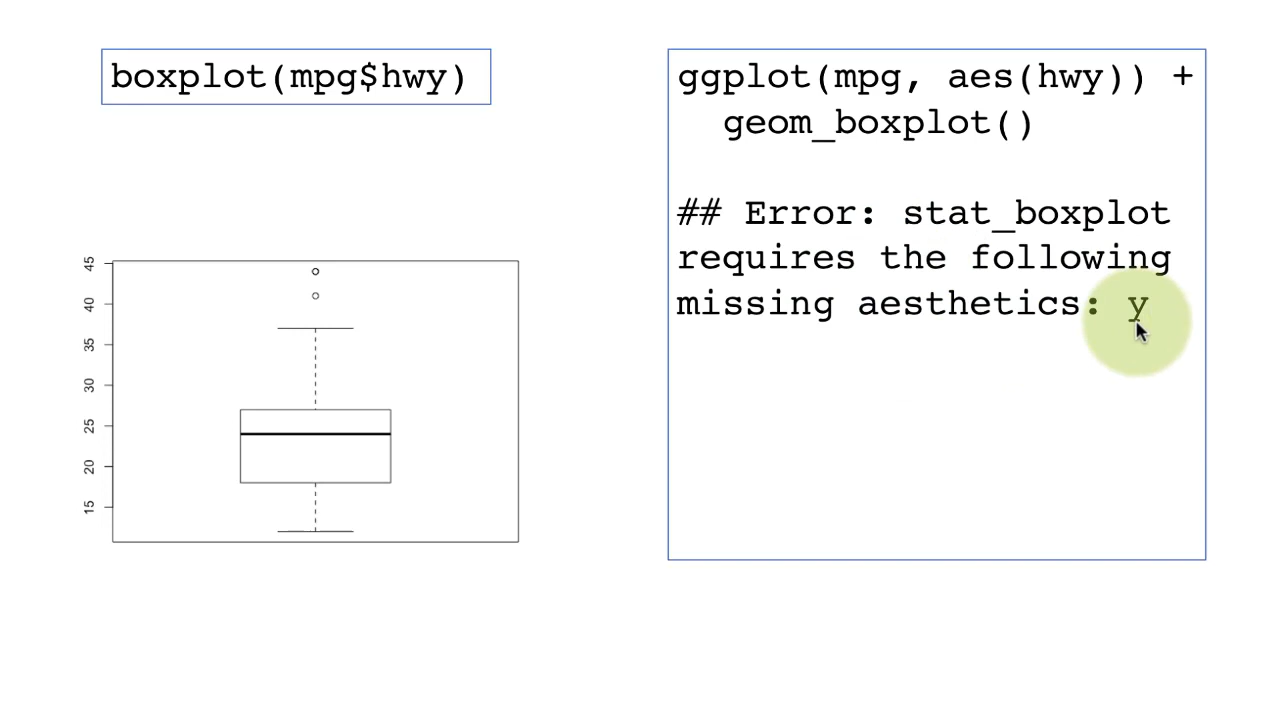 boxplot(mpg$hwy)
ggplot(mpg, aes(hwy)) +
  geom_boxplot()
## Error: stat_boxplot
requires the following
missing aesthetics: y
45
40
35
30
25
20
15